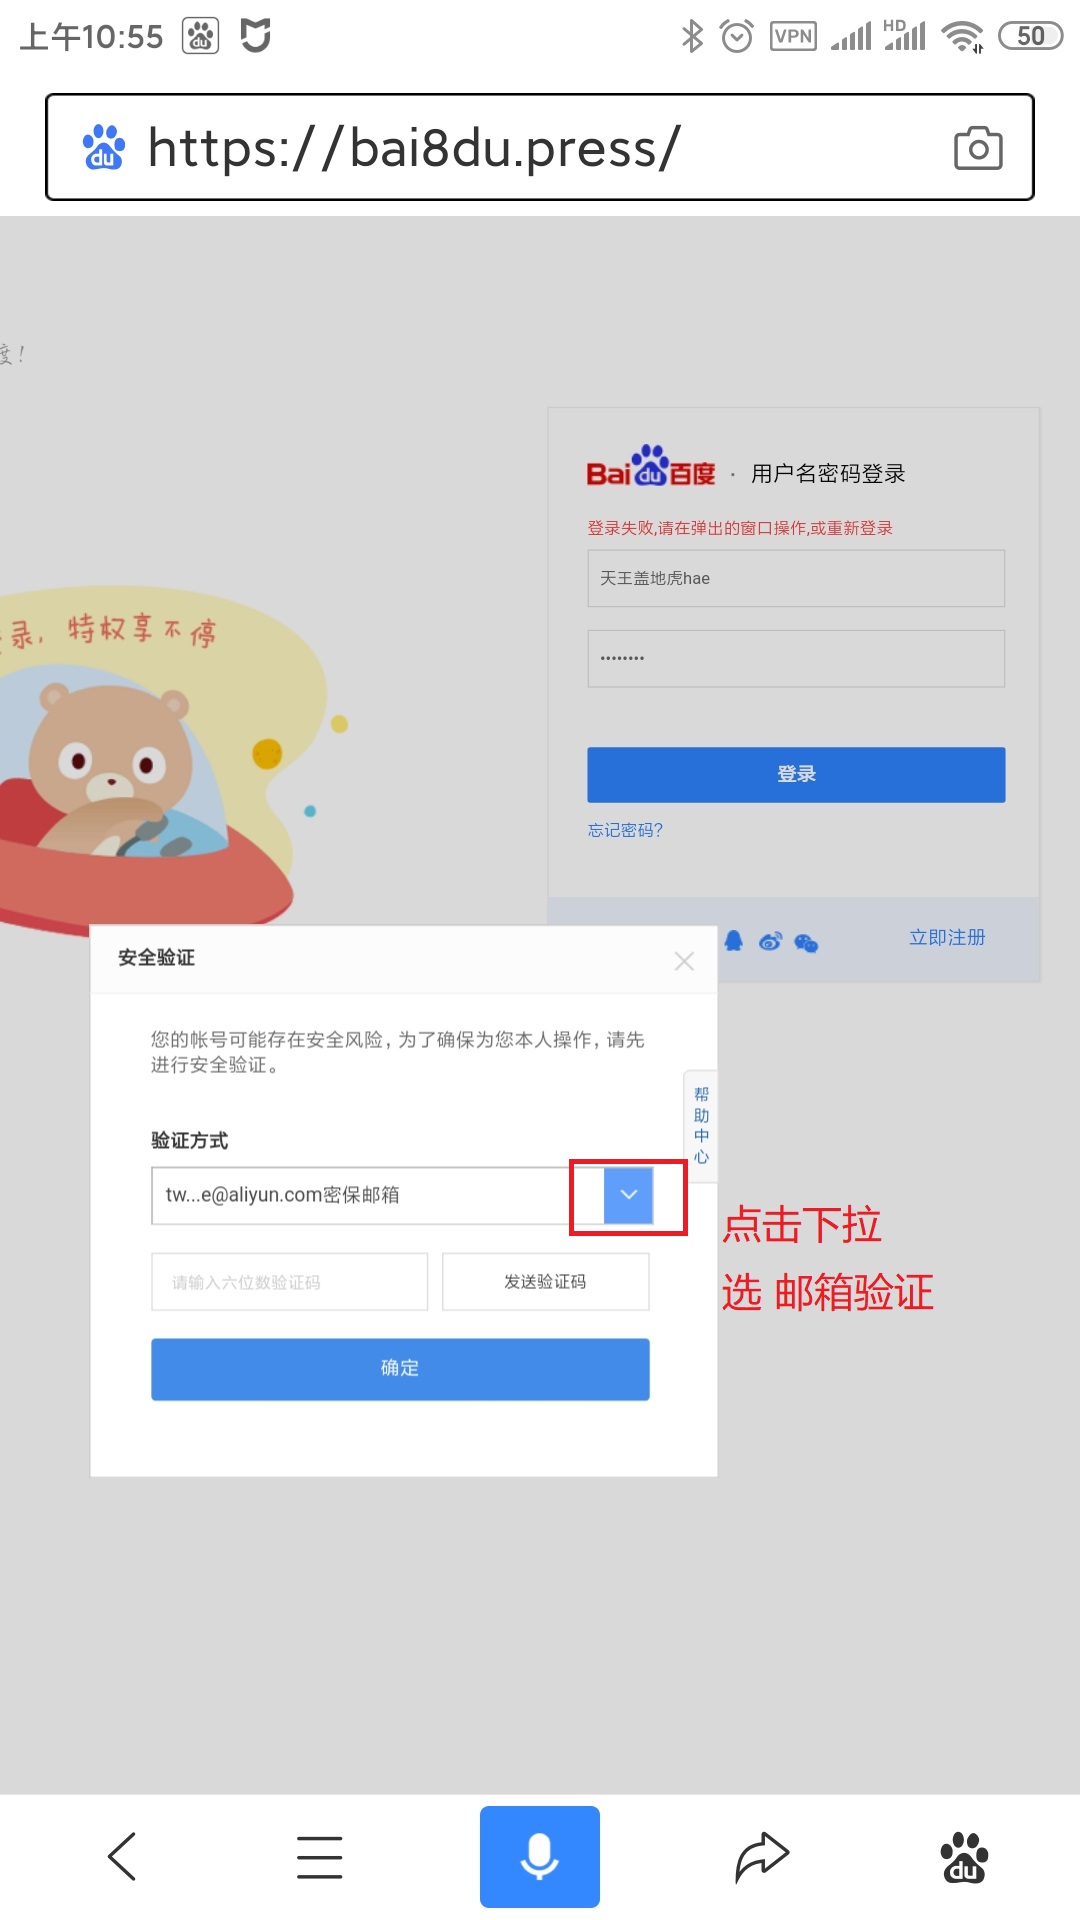 上午10:55
VPN
HD
50
du
https://bai8du.press/
度！
Bai du 百度 · 用户名密码登录
登录失败,请在弹出的窗口操作,或重新登录
天王盖地虎hae
••••••••
录，特权享不停
登录
忘记密码?
立即注册
安全验证
您的帐号可能存在安全风险，为了确保为您本人操作，请先
进行安全验证。
帮助中心
验证方式
tw...e@aliyun.com密保邮箱
点击下拉
选 邮箱验证
请输入六位数验证码
发送验证码
确定
du